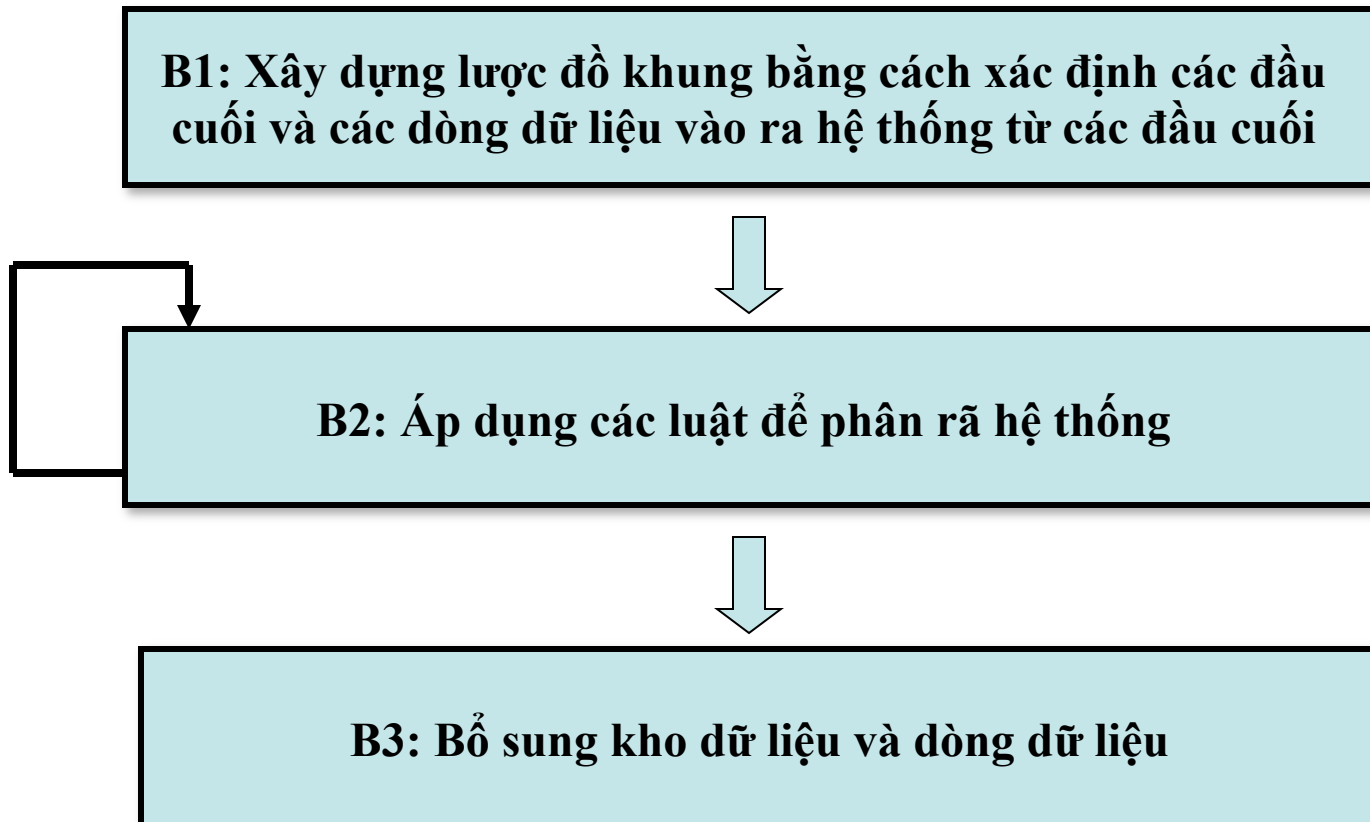 B1: Xây dựng lược đồ khung bằng cách xác định các đầu
cuối và các dòng dữ liệu vào ra hệ thống từ các đầu cuối
B2: Áp dụng các luật để phân rã hệ thống
B3: Bổ sung kho dữ liệu và dòng dữ liệu